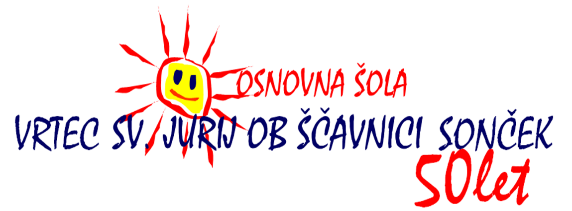 OSNOVNA ŠOLA
VRTEC SV. JURIJ OB ŠČAVNICI SONČEK
50let